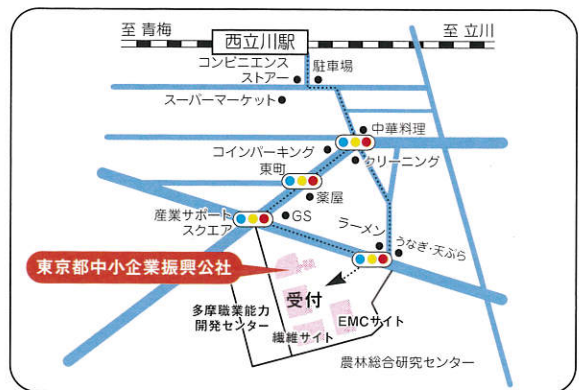 至 青梅
至 立川
西立川駅
コンビニエンス
ストアー
駐車場
スーパーマーケット
中華料理
コインパーキング
クリーニング
東町
薬屋
産業サポート
スクエア
GS
ラーメン
うなぎ・天ぷら
東京都中小企業振興公社
受付
多摩職業能力
開発センター
繊維サイト
EMCサイト
農林総合研究センター